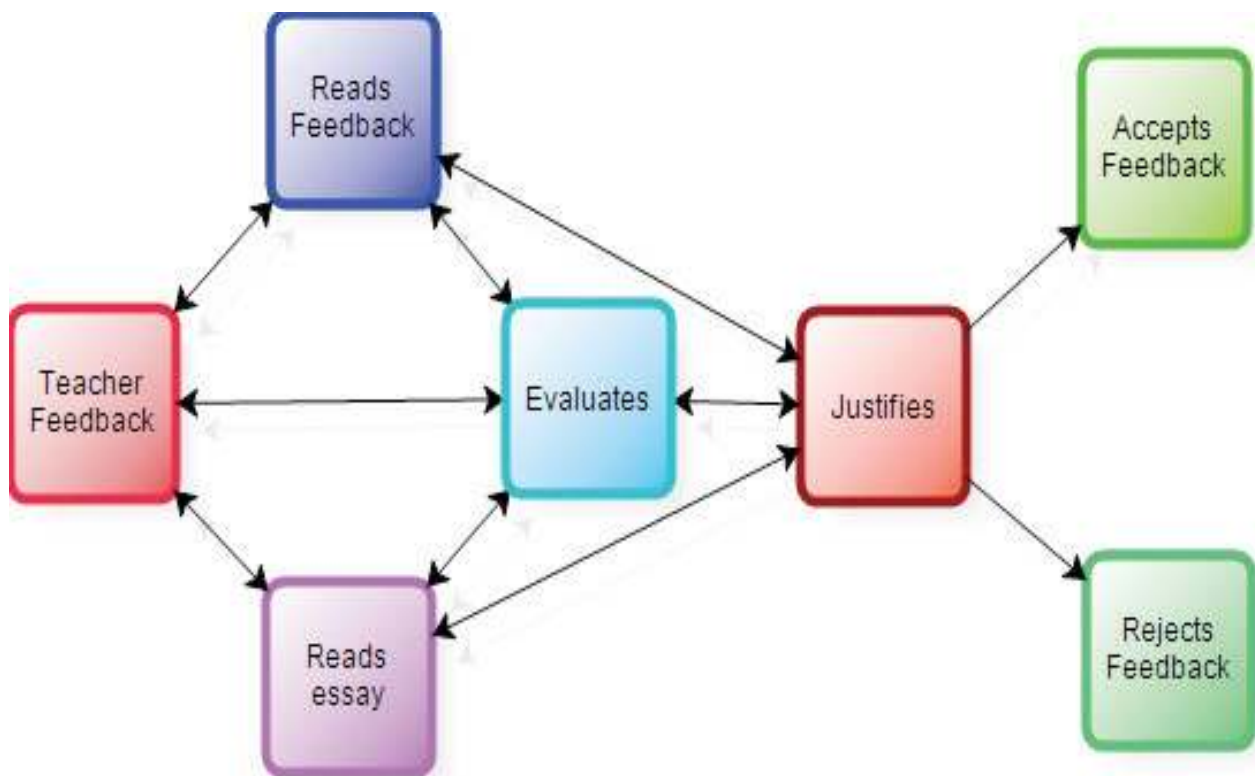 Reads
Feedback
Accepts
Feedback
Teacher
Feedback
Evaluates
Justifies
Reads
essay
Rejects
Feedback